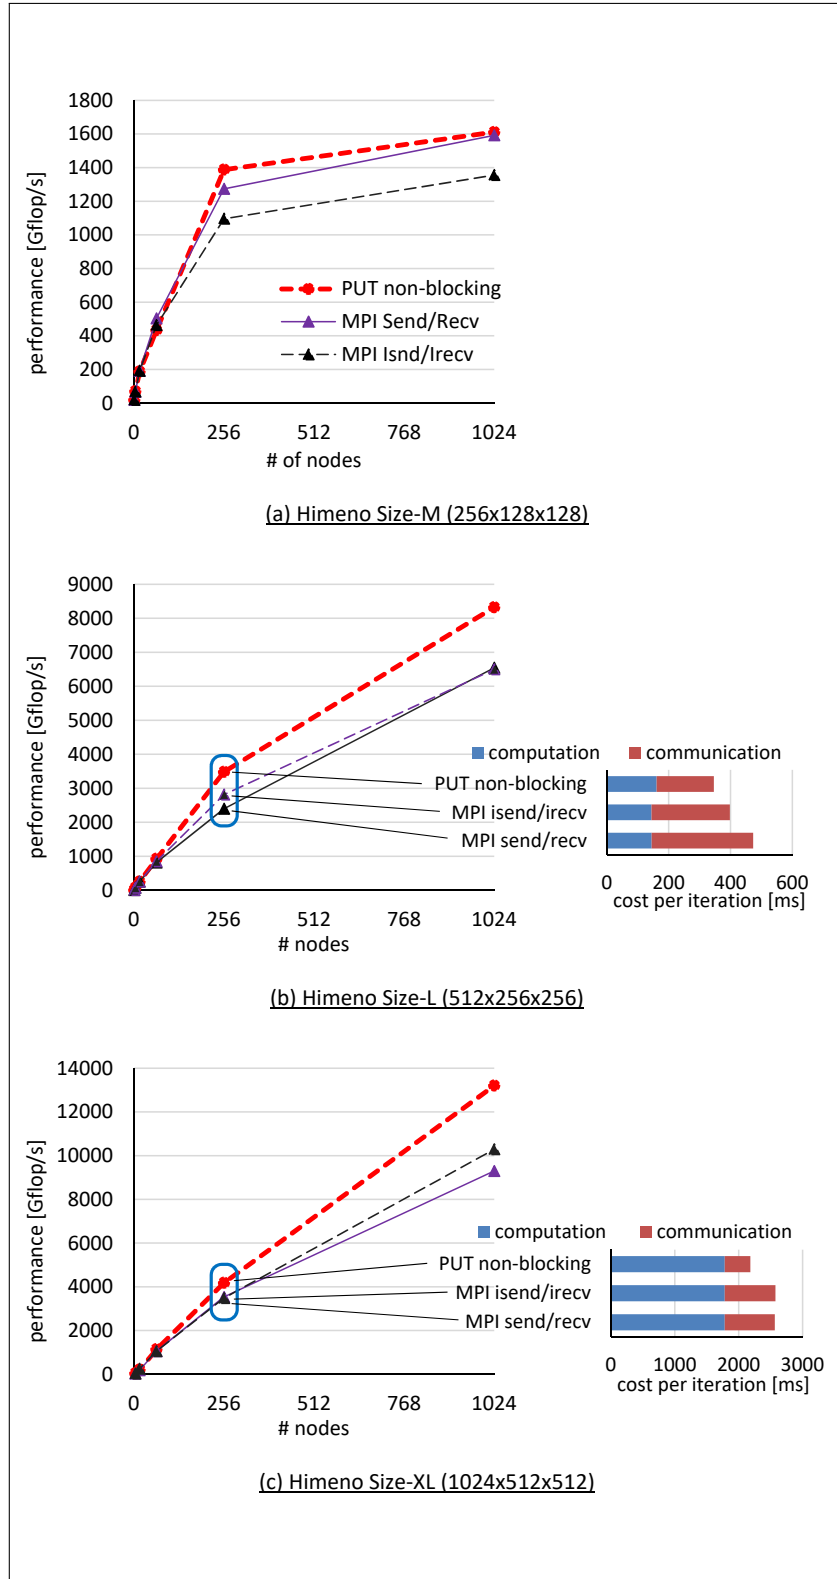 1800
1600
1400
1200
1000
800
600
400
200
0
performance [Gflop/s]
PUT non-blocking
MPI Send/Recv
MPI Isnd/Irecv
0 256 512 768 1024
# of nodes
(a) Himeno Size-M (256x128x128)
9000
8000
7000
6000
5000
4000
3000
2000
1000
0
performance [Gflop/s]
computation communication
PUT non-blocking
MPI isend/irecv
MPI send/recv
0 200 400 600
cost per iteration [ms]
0 256 512 768 1024
# nodes
(b) Himeno Size-L (512x256x256)
14000
12000
10000
8000
6000
4000
2000
0
performance [Gflop/s]
computation communication
PUT non-blocking
MPI isend/irecv
MPI send/recv
0 1000 2000 3000
cost per iteration [ms]
0 256 512 768 1024
# nodes
(c) Himeno Size-XL (1024x512x512)